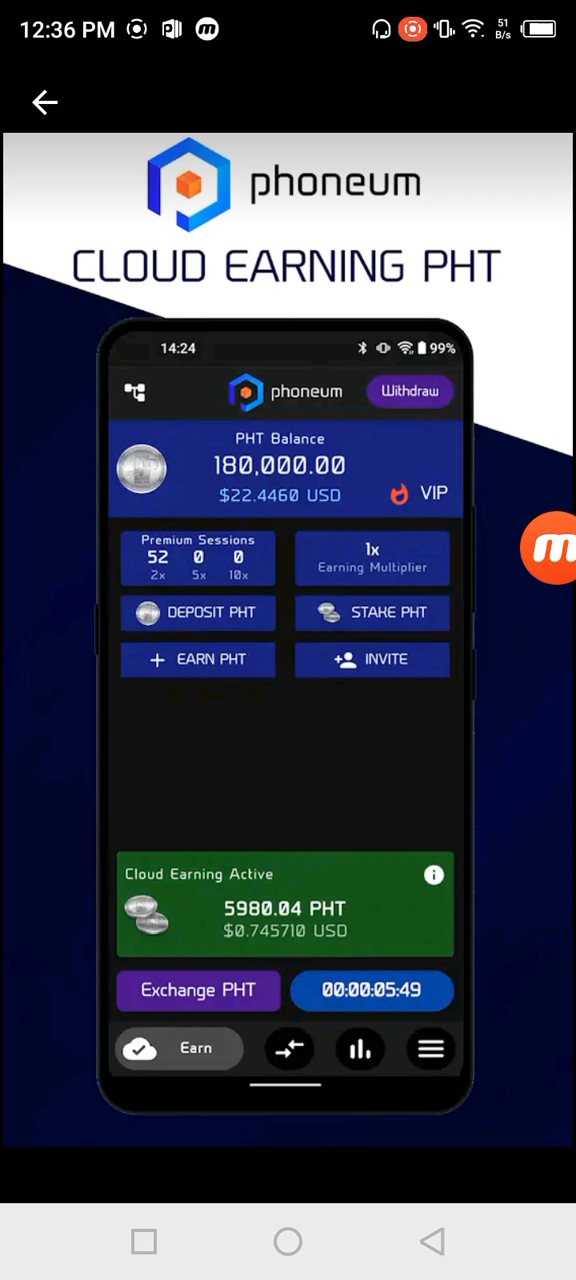 12:36 PM
51
B/s
phoneum
CLOUD EARNING PHT
14:24
99%
phoneum
Withdraw
PHT Balance
180,000.00
$22.4460 USD
VIP
Premium Sessions
52 0 0
2x 5x 10x
1x
Earning Multiplier
DEPOSIT PHT
STAKE PHT
EARN PHT
INVITE
Cloud Earning Active
5980.04 PHT
$0.745710 USD
Exchange PHT
00:00:05:49
Earn